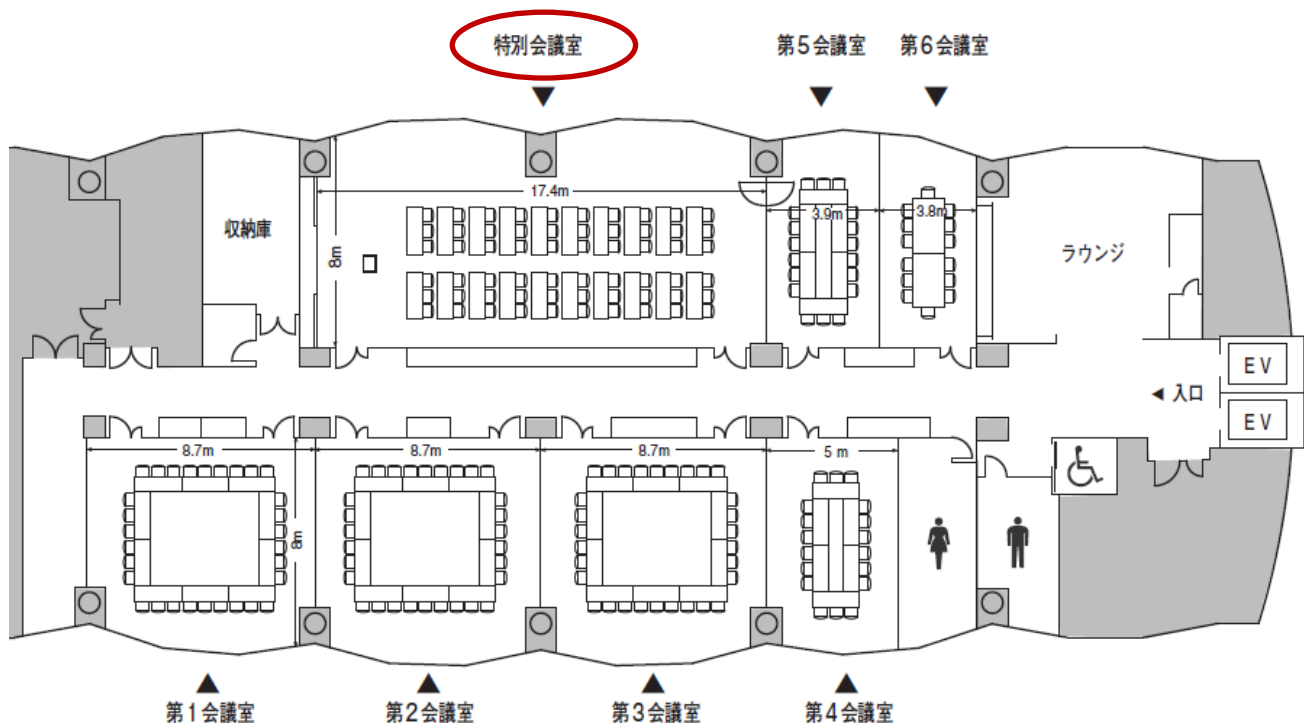 特別会議室
第5会議室
第6会議室
17.4m
収納庫
8m
3.9m
3.8m
ラウンジ
EV
◀ 入口
EV
8.7m
8.7m
8.7m
5 m
8m
第1会議室
第2会議室
第3会議室
第4会議室